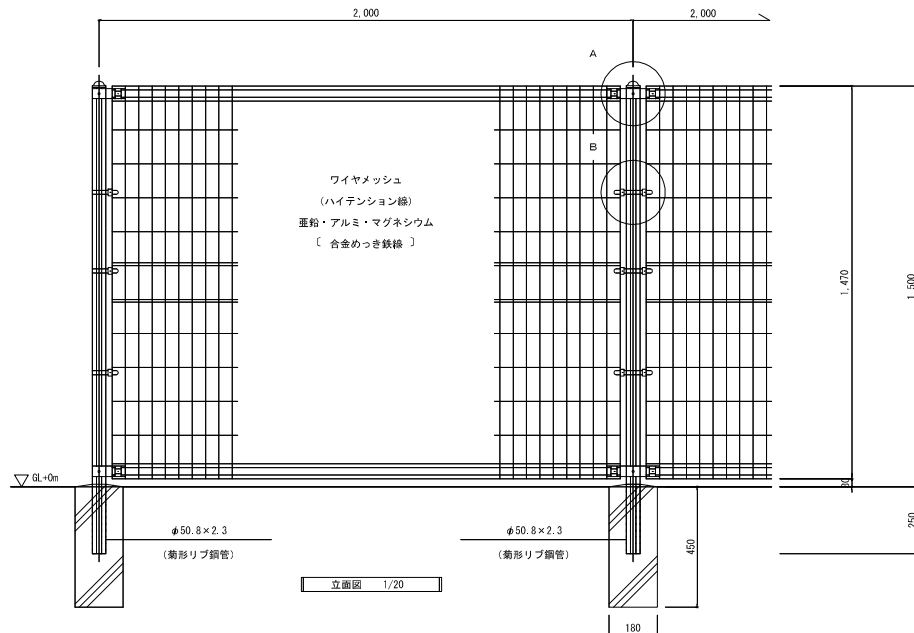 2,000
2,000
A
B
ワイヤメッシュ
(ハイテンション線)
亜鉛・アルミ・マグネシウム
〔 合金めっき鉄線 〕
1,470
1,500
GL+0m
30
250
φ50.8×2.3
(菊形リブ鋼管)
φ50.8×2.3
(菊形リブ鋼管)
450
立面図 1/20
180